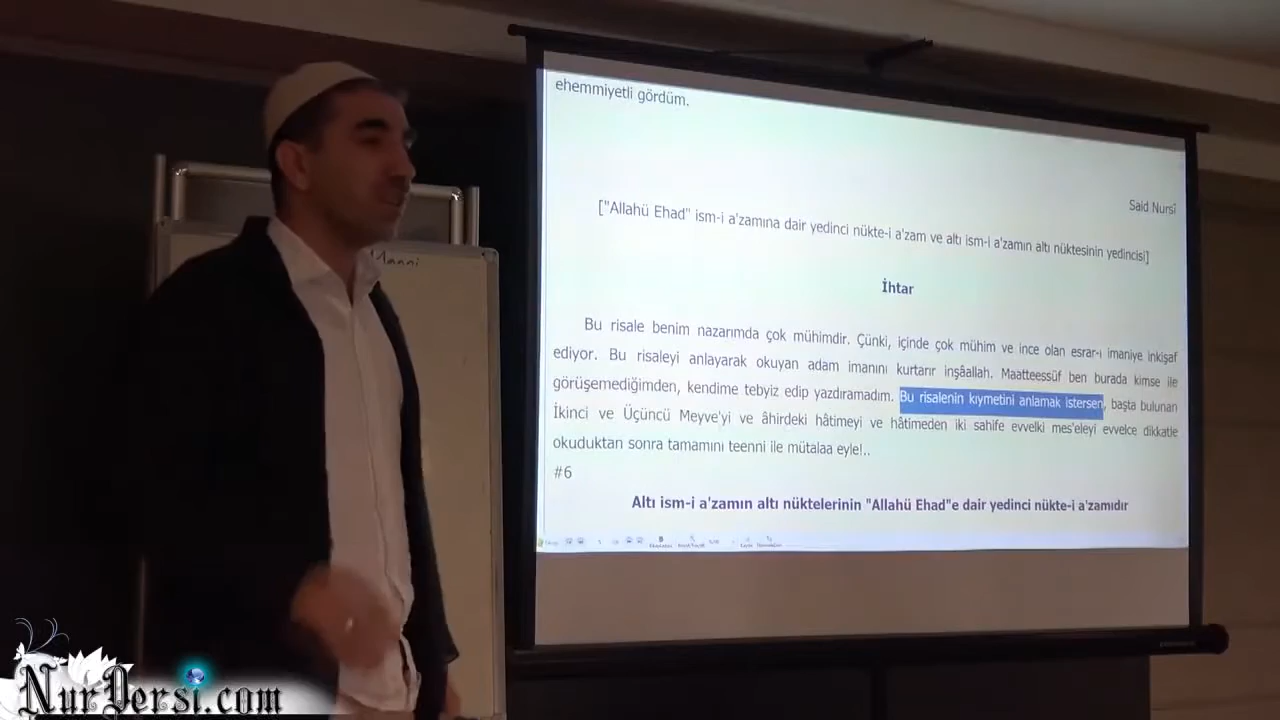 ehemmiyetli gördüm.
Said Nursî
["Allahü Ehad" ism-i a'zamına dair yedinci nükte-i a'zam ve altı ism-i a'zamın altı nüktesinin yedincisi]
İhtar
Bu risale benim nazarımda çok mühimdir. Çünki, içinde çok mühim ve ince olan esrar-ı imaniye inkişaf
ediyor. Bu risaleyi anlayarak okuyan adam imanını kurtarır inşâallah. Maatteessüf ben burada kimse ile
görüşemediğimden, kendime tebyiz edip yazdıramadım. Bu risalenin kıymetini anlamak istersen, başta bulunan
İkinci ve Üçüncü Meyve'yi ve âhirdeki hâtimeyi ve hâtimeden iki sahife evvelki mes'eleyi evvelce dikkatle
okuduktan sonra tamamını teenni ile mütalaa eyle!..
#6
Altı ism-i a'zamın altı nüktelerinin "Allahü Ehad"e dair yedinci nükte-i a'zamıdır
NurDersi.com